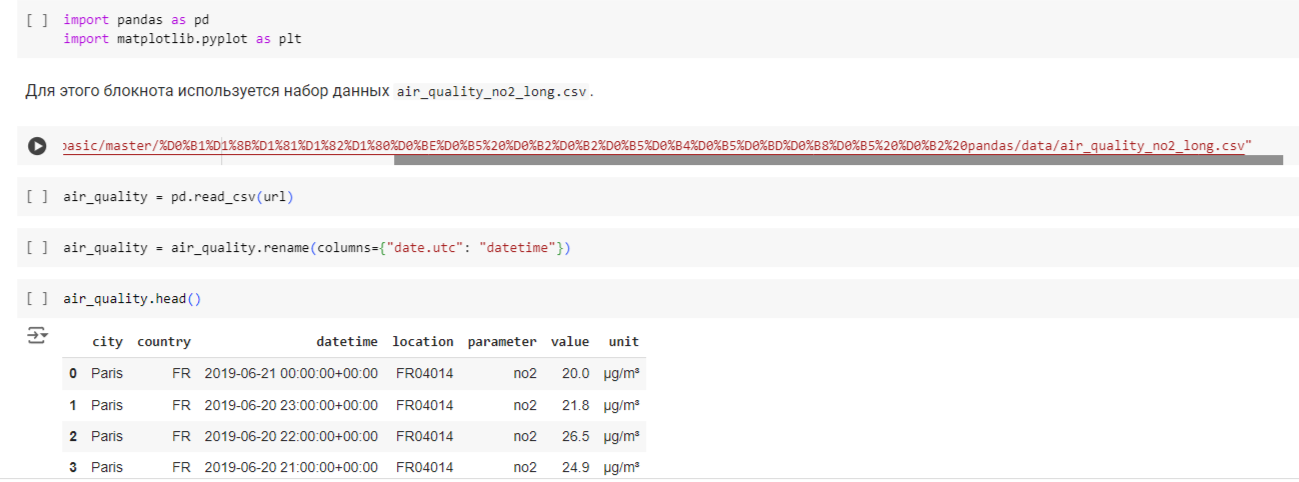 [ ] import pandas as pd
import matplotlib.pyplot as plt
Для этого блокнота используется набор данных air_quality_no2_long.csv.
basic/master/%D0%B1%D1%8B%D1%81%D1%82%D1%80%D0%BE%D0%B5%20%D0%B2%D0%B2%D0%B5%D0%B4%D0%B5%D0%BD%D0%B8%D0%B5%20%D0%B2%20pandas/data/air_quality_no2_long.csv"
[ ] air_quality = pd.read_csv(url)
[ ] air_quality = air_quality.rename(columns={"date.utc": "datetime"})
[ ] air_quality.head()
city country datetime location parameter value unit
0 Paris FR 2019-06-21 00:00:00+00:00 FR04014 no2 20.0 µg/m³
1 Paris FR 2019-06-20 23:00:00+00:00 FR04014 no2 21.8 µg/m³
2 Paris FR 2019-06-20 22:00:00+00:00 FR04014 no2 26.5 µg/m³
3 Paris FR 2019-06-20 21:00:00+00:00 FR04014 no2 24.9 µg/m³